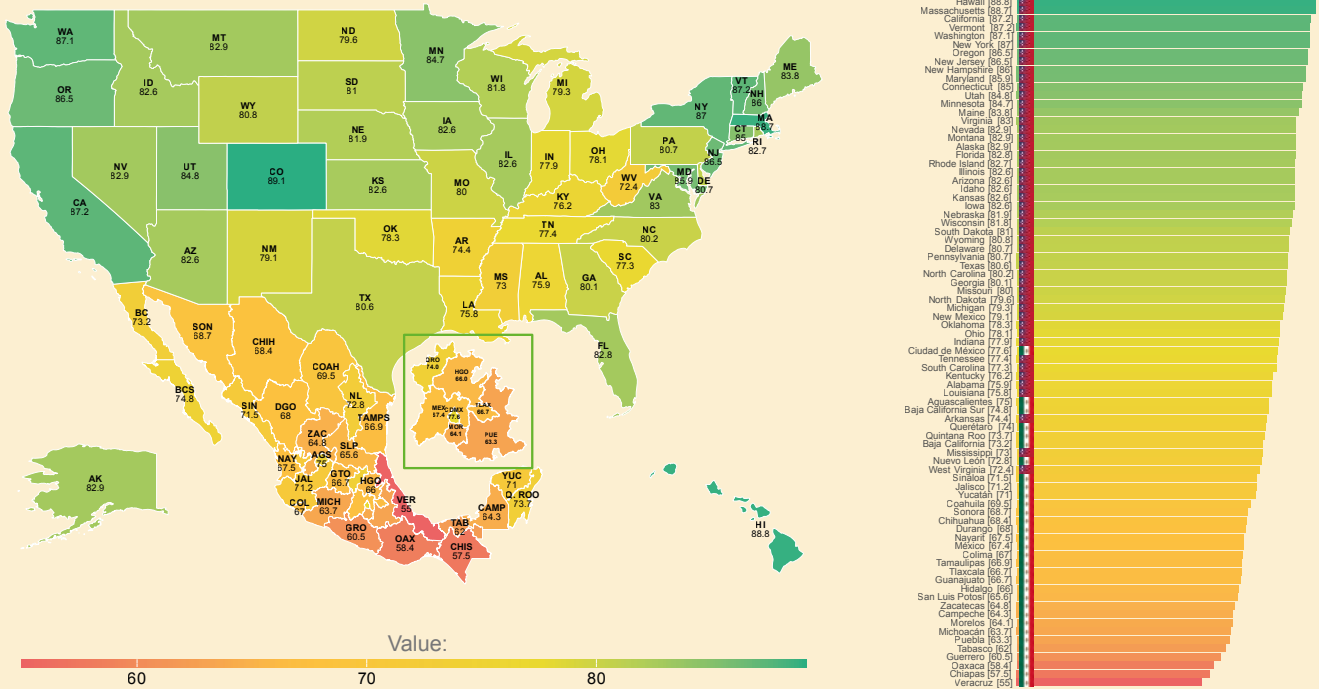 WA
87.1
OR
86.5
CA
87.2
ID
82.6
NV
82.9
MT
82.9
WY
80.8
UT
84.8
CO
89.1
AZ
82.6
NM
79.1
ND
79.6
SD
81
NE
81.9
KS
82.6
OK
78.3
TX
80.6
MN
84.7
IA
82.6
MO
80
AR
74.4
LA
75.8
WI
81.8
IL
82.6
MI
79.3
IN
77.9
OH
78.1
KY
76.2
TN
77.4
MS
73
AL
75.9
GA
80.1
FL
82.8
SC
77.3
NC
80.2
VA
83
WV
72.4
PA
80.7
NY
87
VT
87.2
NH
86
ME
83.8
MA
88.7
CT
85
RI
82.7
NJ
86.5
MD
85.9
DE
80.7
AK
82.9
HI
88.8
BC
73.2
BCS
74.8
SON
68.7
CHIH
68.4
COAH
69.5
NL
72.8
TAMPS
66.9
SIN
71.5
DGO
68
ZAC
64.8
SLP
65.6
NAY
67.5
AGS
75
JAL
71.2
GTO
66.7
HGO
66
COL
67
MICH
63.7
GRO
60.5
OAX
58.4
VER
55
TAB
62
CHIS
57.5
CAMP
64.3
YUC
71
Q. ROO
73.7
QRO
74.0
HGO
66.0
MEX
67.4
CDMX
77.6
TLAX
66.7
MOR
64.1
PUE
63.3
Value:
60 70 80
Hawaii [88.8]
Massachusetts [88.7]
California [87.2]
Vermont [87.2]
Washington [87.1]
New York [87]
Oregon [86.5]
New Jersey [86.5]
New Hampshire [86]
Maryland [85.9]
Connecticut [85]
Utah [84.8]
Minnesota [84.7]
Maine [83.8]
Virginia [83]
Nevada [82.9]
Montana [82.9]
Alaska [82.9]
Florida [82.8]
Rhode Island [82.7]
Illinois [82.6]
Arizona [82.6]
Idaho [82.6]
Kansas [82.6]
Iowa [82.6]
Nebraska [81.9]
Wisconsin [81.8]
South Dakota [81]
Wyoming [80.8]
Delaware [80.7]
Pennsylvania [80.7]
Texas [80.6]
North Carolina [80.2]
Georgia [80.1]
Missouri [80]
North Dakota [79.6]
Michigan [79.3]
New Mexico [79.1]
Oklahoma [78.3]
Ohio [78.1]
Indiana [77.9]
Ciudad de México [77.6]
Tennessee [77.4]
South Carolina [77.3]
Kentucky [76.2]
Alabama [75.9]
Louisiana [75.8]
Aguascalientes [75]
Baja California Sur [74.8]
Arkansas [74.4]
Querétaro [74]
Quintana Roo [73.7]
Baja California [73.2]
Mississippi [73]
Nuevo León [72.8]
West Virginia [72.4]
Sinaloa [71.5]
Jalisco [71.2]
Yucatán [71]
Coahuila [69.5]
Sonora [68.7]
Chihuahua [68.4]
Durango [68]
Nayarit [67.5]
México [67.4]
Colima [67]
Tamaulipas [66.9]
Tlaxcala [66.7]
Guanajuato [66.7]
Hidalgo [66]
San Luis Potosí [65.6]
Zacatecas [64.8]
Campeche [64.3]
Morelos [64.1]
Michoacán [63.7]
Puebla [63.3]
Tabasco [62]
Guerrero [60.5]
Oaxaca [58.4]
Chiapas [57.5]
Veracruz [55]